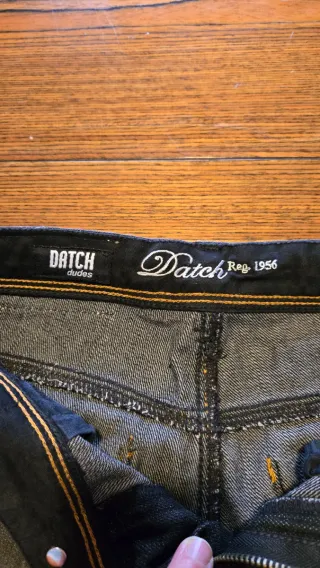 DATCH
dudes
Datch Reg. 1956